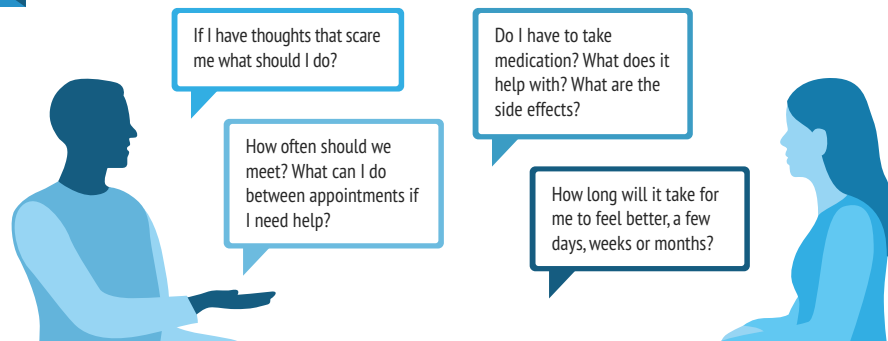 If I have thoughts that scare
me what should I do?
How often should we
meet? What can I do
between appointments if
I need help?
Do I have to take
medication? What does it
help with? What are the
side effects?
How long will it take for
me to feel better, a few
days, weeks or months?